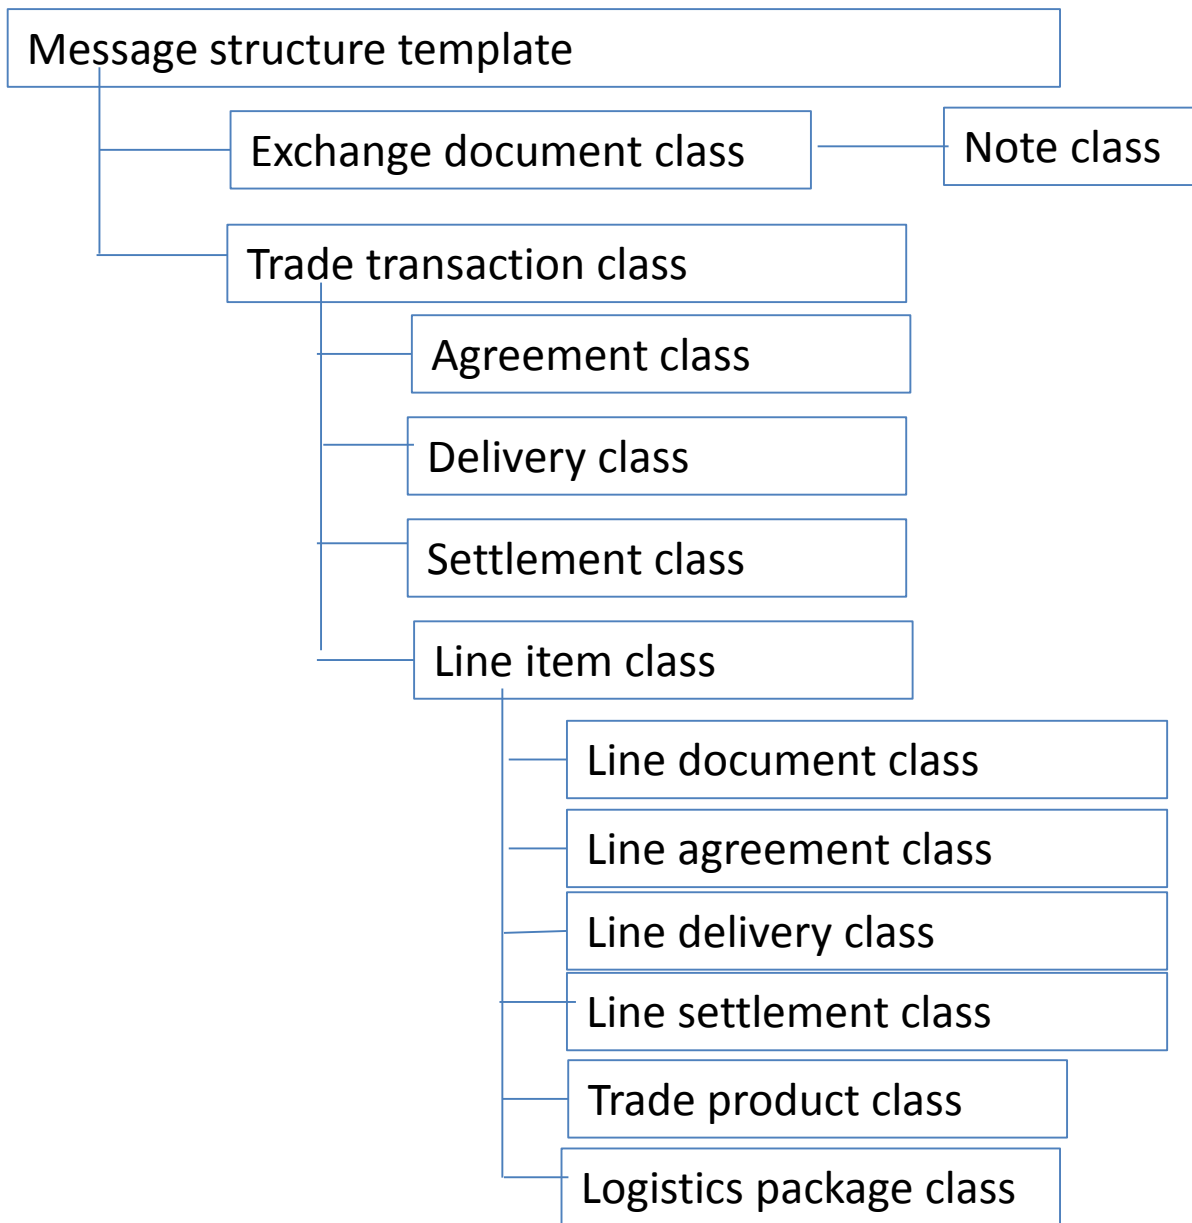 Message structure template
Exchange document class
Note class
Trade transaction class
Agreement class
Delivery class
Settlement class
Line item class
Line document class
Line agreement class
Line delivery class
Line settlement class
Trade product class
Logistics package class